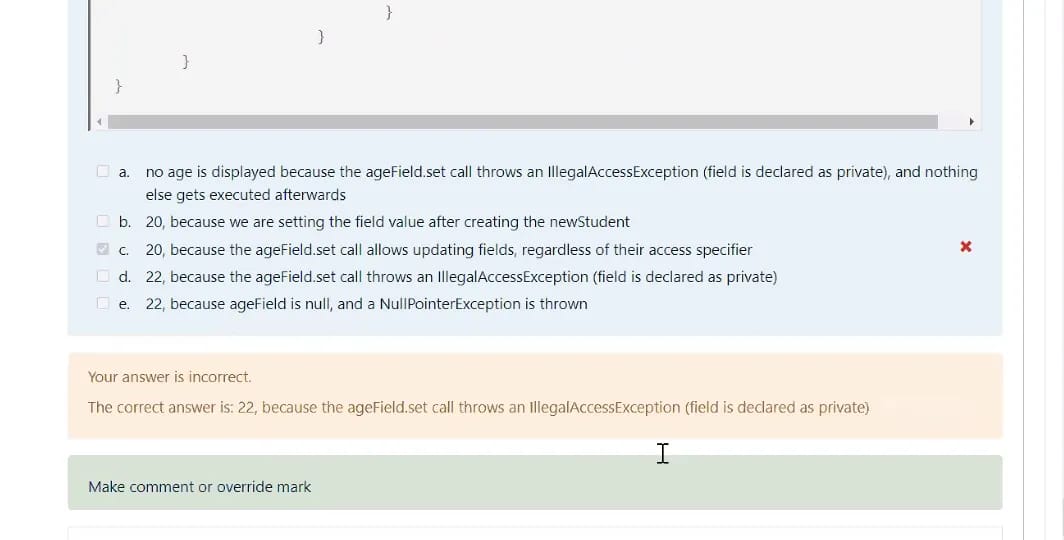 }
}
}
}
a. no age is displayed because the ageField.set call throws an IllegalAccessException (field is declared as private), and nothing
else gets executed afterwards
b. 20, because we are setting the field value after creating the newStudent
c. 20, because the ageField.set call allows updating fields, regardless of their access specifier
d. 22, because the ageField.set call throws an IllegalAccessException (field is declared as private)
e. 22, because ageField is null, and a NullPointerException is thrown
Your answer is incorrect.
The correct answer is: 22, because the ageField.set call throws an IllegalAccessException (field is declared as private)
Make comment or override mark